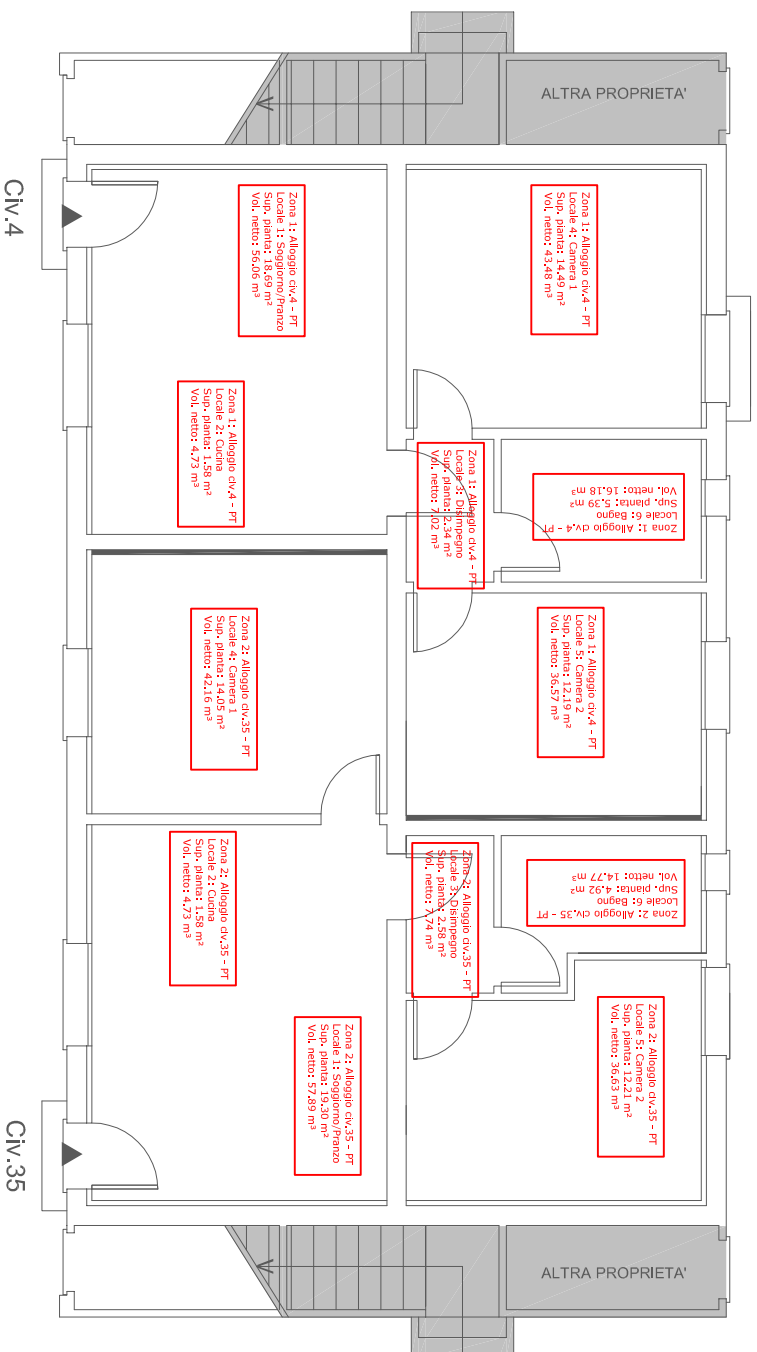 ALTRA PROPRIETA'
Civ.4
Zona 1: Alloggio civ.4 - PT
Locale 1: Soggiorno/Pranzo
Sup. pianta: 18.69 m²
Vol. netto: 56.06 m³
Zona 1: Alloggio civ.4 - PT
Locale 4: Camera 1
Sup. pianta: 14.49 m²
Vol. netto: 43.48 m³
Zona 1: Alloggio civ.4 - PT
Locale 2: Cucina
Sup. pianta: 1.58 m²
Vol. netto: 4.73 m³
Zona 1: Alloggio civ.4 - PT
Locale 3: Disimpegno
Sup. pianta: 2.34 m²
Vol. netto: 7.02 m³
Zona 1: Alloggio civ.4 - PT
Locale 6: Bagno
Sup. pianta: 5.39 m²
Vol. netto: 16.18 m³
Zona 2: Alloggio civ.35 - PT
Locale 4: Camera 1
Sup. pianta: 14.05 m²
Vol. netto: 42.16 m³
Zona 1: Alloggio civ.4 - PT
Locale 5: Camera 2
Sup. pianta: 12.19 m²
Vol. netto: 36.57 m³
Zona 2: Alloggio civ.35 - PT
Locale 2: Cucina
Sup. pianta: 1.58 m²
Vol. netto: 4.73 m³
Zona 2: Alloggio civ.35 - PT
Locale 3: Disimpegno
Sup. pianta: 2.58 m²
Vol. netto: 7.74 m³
Zona 2: Alloggio civ.35 - PT
Locale 6: Bagno
Sup. pianta: 4.92 m²
Vol. netto: 14.77 m³
Zona 2: Alloggio civ.35 - PT
Locale 1: Soggiorno/Pranzo
Sup. pianta: 19.30 m²
Vol. netto: 57.89 m³
Zona 2: Alloggio civ.35 - PT
Locale 5: Camera 2
Sup. pianta: 12.21 m²
Vol. netto: 36.63 m³
Civ.35
ALTRA PROPRIETA'